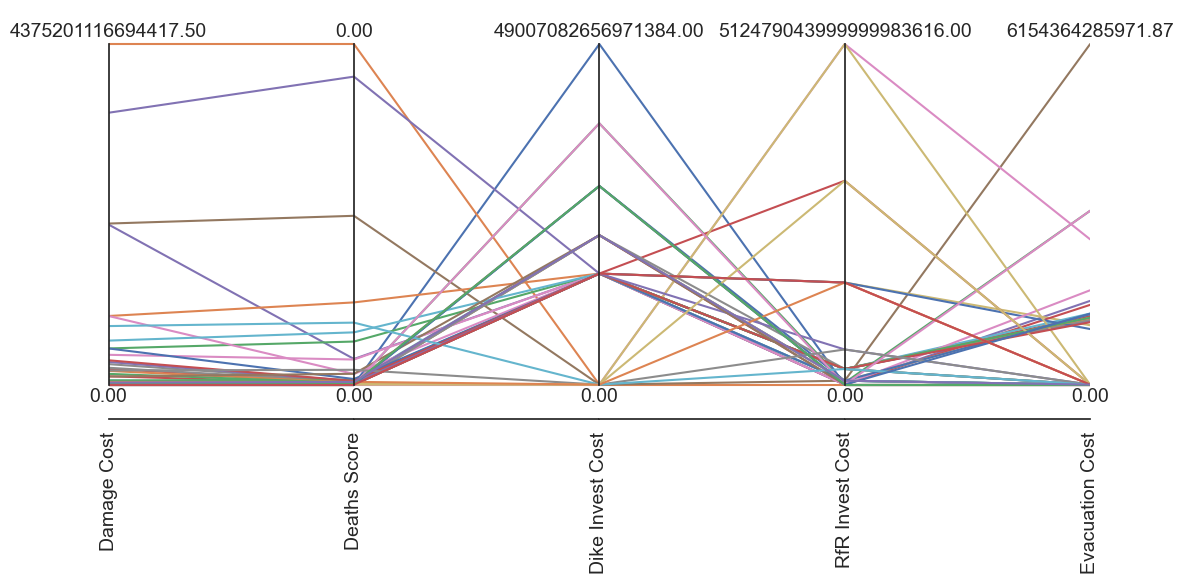 4375201116694417.50
0.00
49007082656971384.00
512479043999999983616.00
6154364285971.87
0.00
0.00
0.00
0.00
0.00
Damage Cost
Deaths Score
Dike Invest Cost
RfR Invest Cost
Evacuation Cost